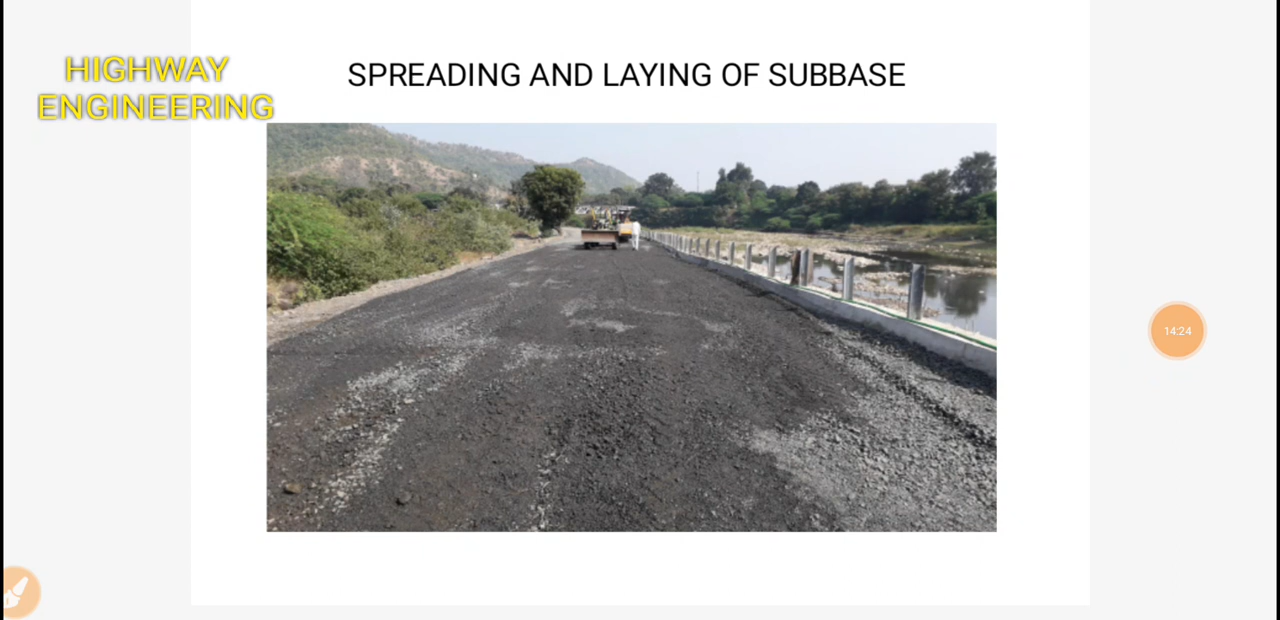 HIGHWAY
ENGINEERING
SPREADING AND LAYING OF SUBBASE
14:24